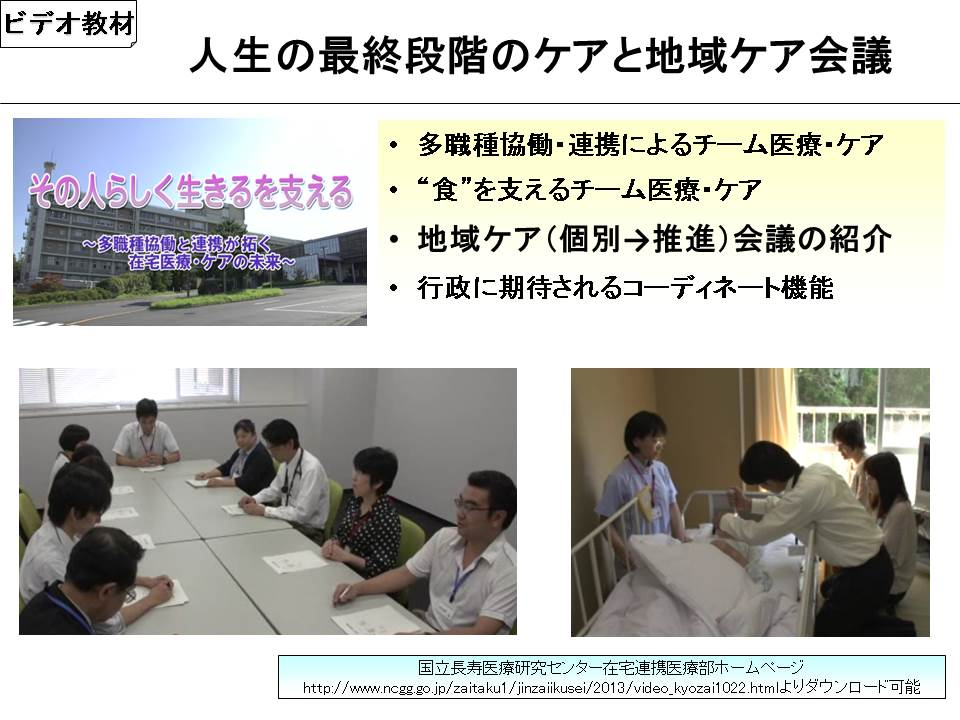 ビデオ教材
人生の最終段階のケアと地域ケア会議
その人らしく生きるを支える
～多職種協働と連携が拓く
在宅医療・ケアの未来～
• 多職種協働・連携によるチーム医療・ケア
• “食”を支えるチーム医療・ケア
• 地域ケア（個別→推進）会議の紹介
• 行政に期待されるコーディネート機能
国立長寿医療研究センター在宅連携医療部ホームページ
http://www.ncgg.go.jp/zaitaku1/jinzaiikusei/2013/video_kyozai1022.htmlよりダウンロード可能